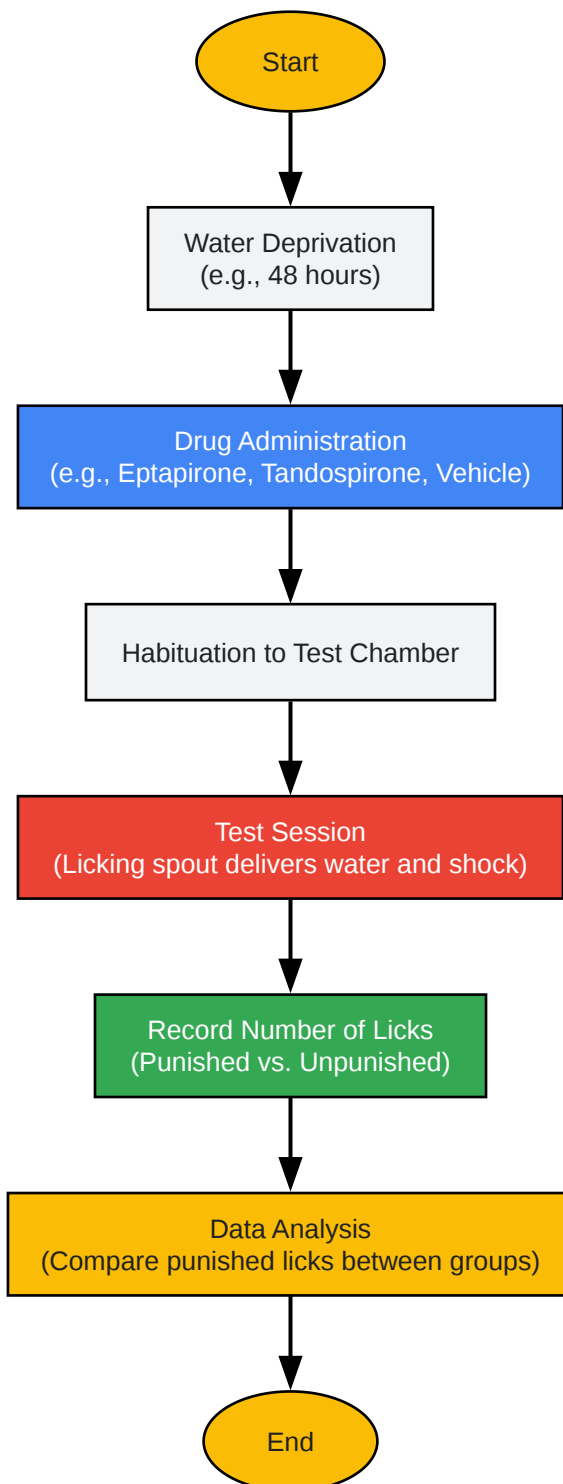 Start
Water Deprivation
(e.g., 48 hours)
Drug Administration
(e.g., Eptapirone, Tandospirone, Vehicle)
Habituation to Test Chamber
Test Session
(Licking spout delivers water and shock)
Record Number of Licks
(Punished vs. Unpunished)
Data Analysis
(Compare punished licks between groups)
End